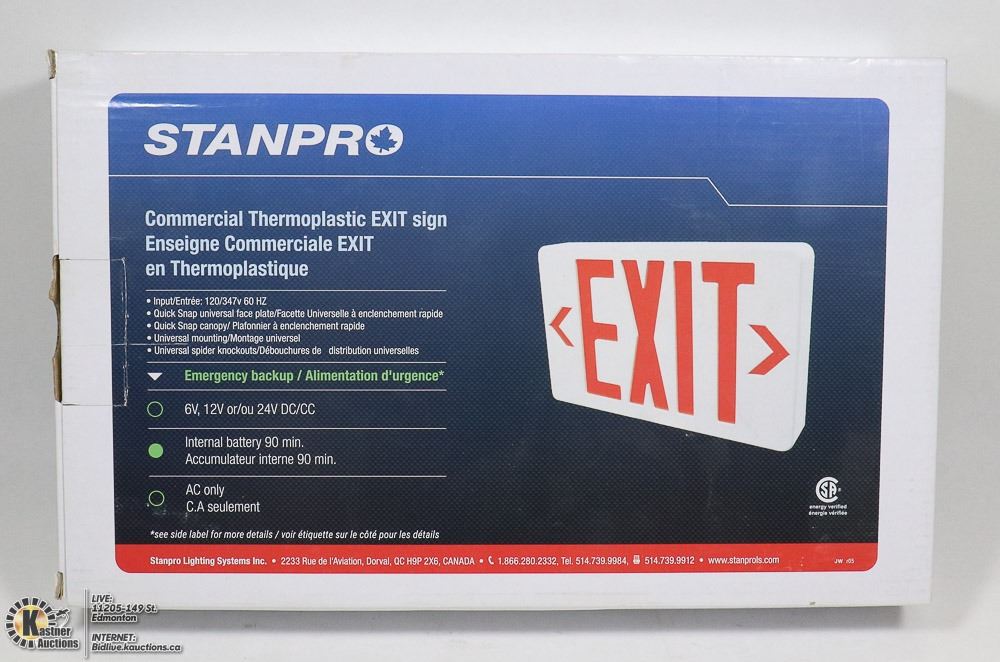 STANPRO
Commercial Thermoplastic EXIT sign
Enseigne Commerciale EXIT
en Thermoplastique
• Input/Entrée: 120/347v 60 HZ
• Quick Snap universal face plate/Facette Universelle à enclenchement rapide
• Quick Snap canopy/ Plafonnier à enclenchement rapide
• Universal mounting/Montage universel
• Universal spider knockouts/Débouchures de distribution universelles
Emergency backup / Alimentation d'urgence*
6V, 12V or/ou 24V DC/CC
Internal battery 90 min.
Accumulateur interne 90 min.
AC only
C.A seulement
*see side label for more details / voir étiquette sur le côté pour les détails
EXIT
CSA
energy verified
énergie vérifiée
Stanpro Lighting Systems Inc. • 2233 Rue de l'Aviation, Dorval, QC H9P 2X6, CANADA • 1.866.280.2332, Tel. 514.739.9984, 514.739.9912 • www.stanprols.com
JW r05
Kastner
Auctions
LIVE:
11205-149 St.
Edmonton
INTERNET:
Bidlive.kauctions.ca